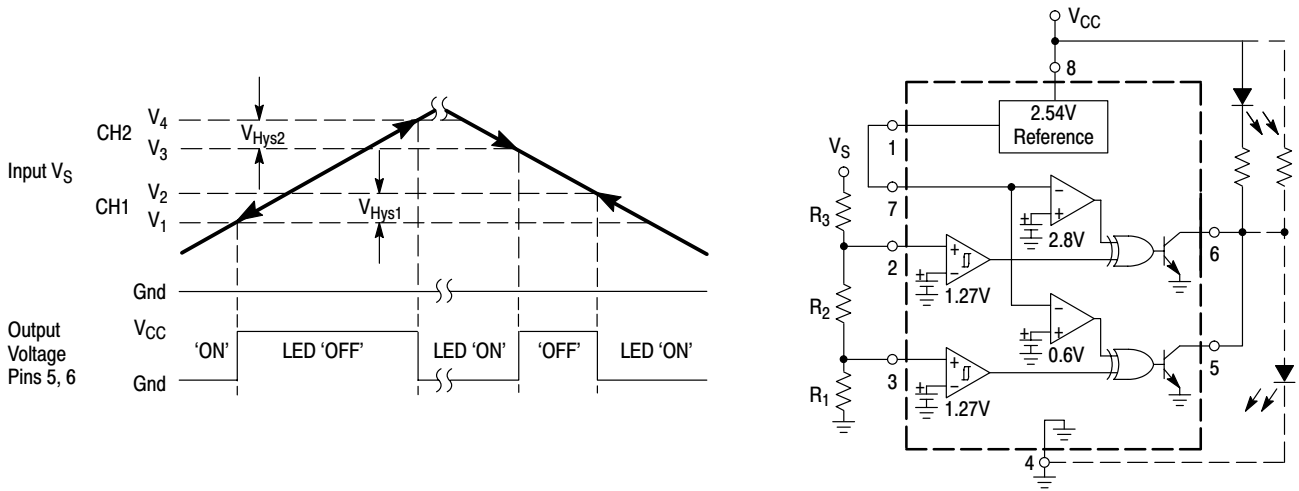 V4
CH2
VHys2
V3
Input VS
V2
CH1
VHys1
V1
Gnd
Output
Voltage
Pins 5, 6
VCC
'ON'
LED 'OFF'
LED 'ON'
'OFF'
LED 'ON'
Gnd
VCC
8
2.54V
Reference
1
VS
7
R3
+
−
+
2.8V
6
2
+
−
+
1.27V
R2
+
−
+
0.6V
5
3
+
−
+
1.27V
R1
4